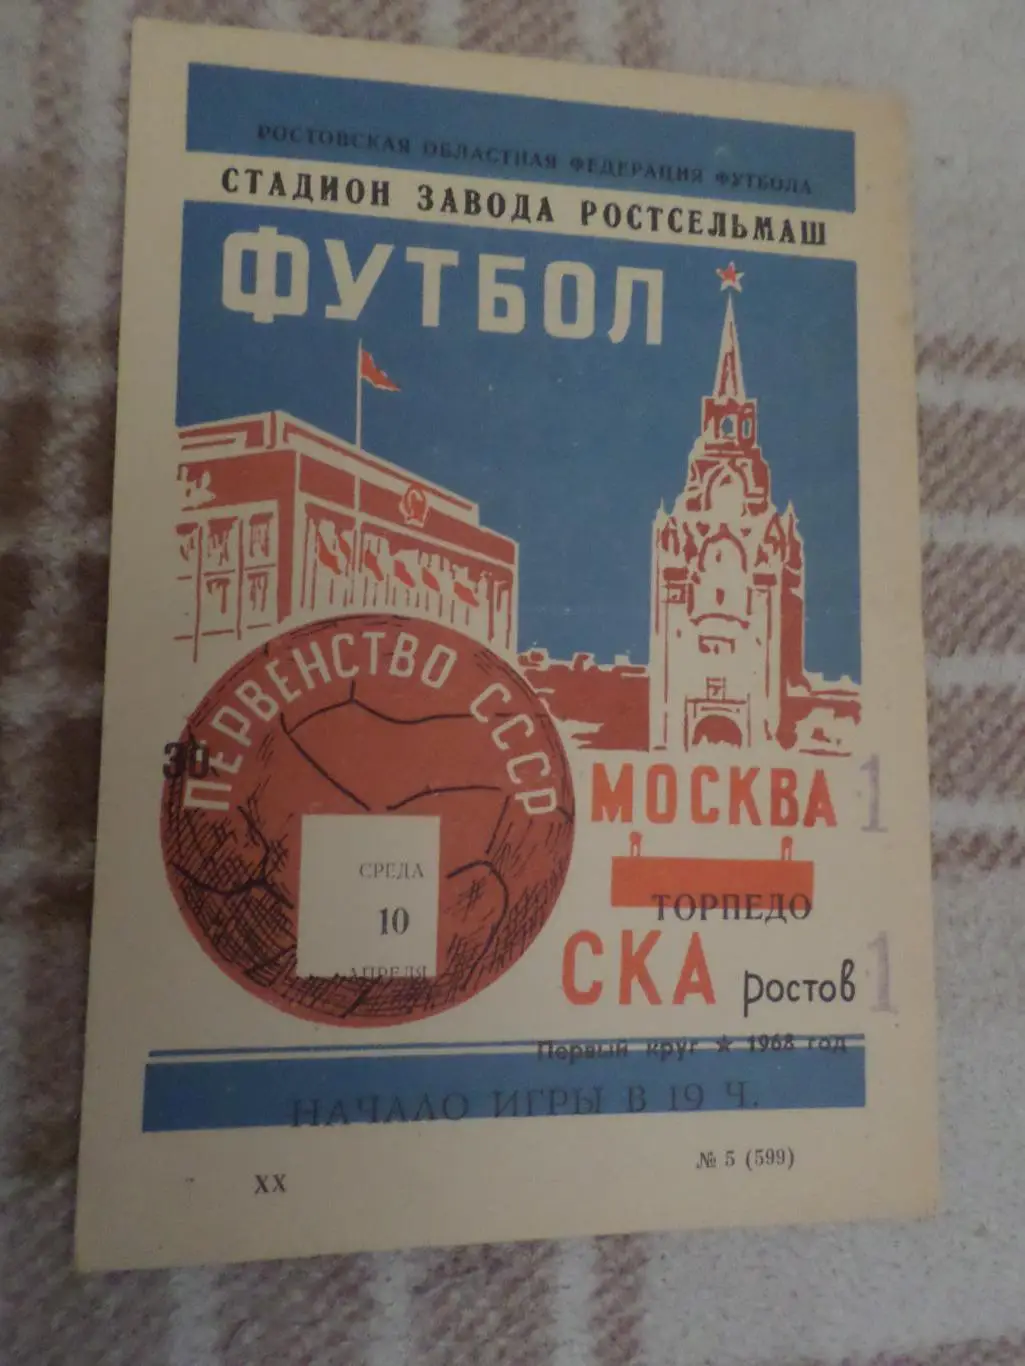 РОСТОВСКАЯ ОБЛАСТНАЯ ФЕДЕРАЦИЯ ФУТБОЛА
СТАДИОН ЗАВОДА РОСТСЕЛЬМАШ
ФУТБОЛ
30
ПЕРВЕНСТВО СССР
СРЕДА
10
АПРЕЛЯ
МОСКВА 1
ТОРПЕДО
СКА РОСТОВ 1
Первый круг ★ 1968 год
НАЧАЛО ИГРЫ В 19 Ч.
XX
№ 5 (599)